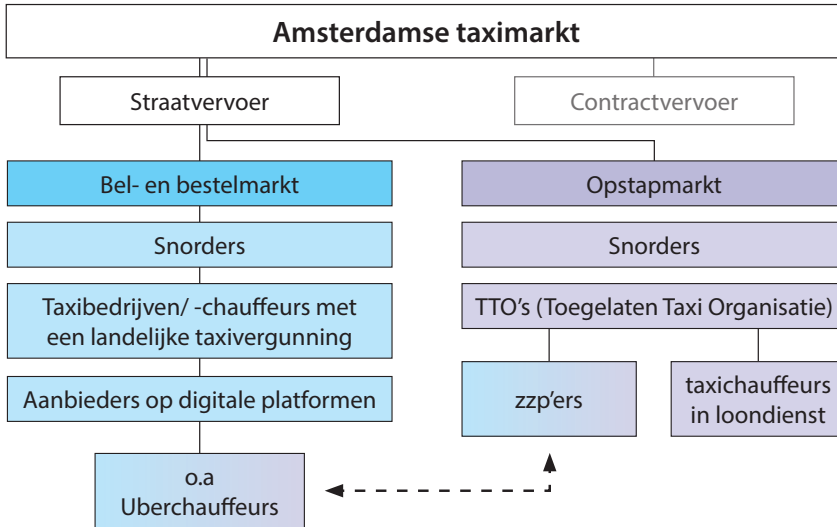 Amsterdamse taximarkt
Straatvervoer
Contractvervoer
Bel- en bestelmarkt
Opstapmarkt
Snorders
Snorders
Taxibedrijven/ -chauffeurs met
een landelijke taxivergunning
TTO's (Toegelaten Taxi Organisatie)
Aanbieders op digitale platformen
zzp'ers
taxichauffeurs
in loondienst
o.a
Uberchauffeurs